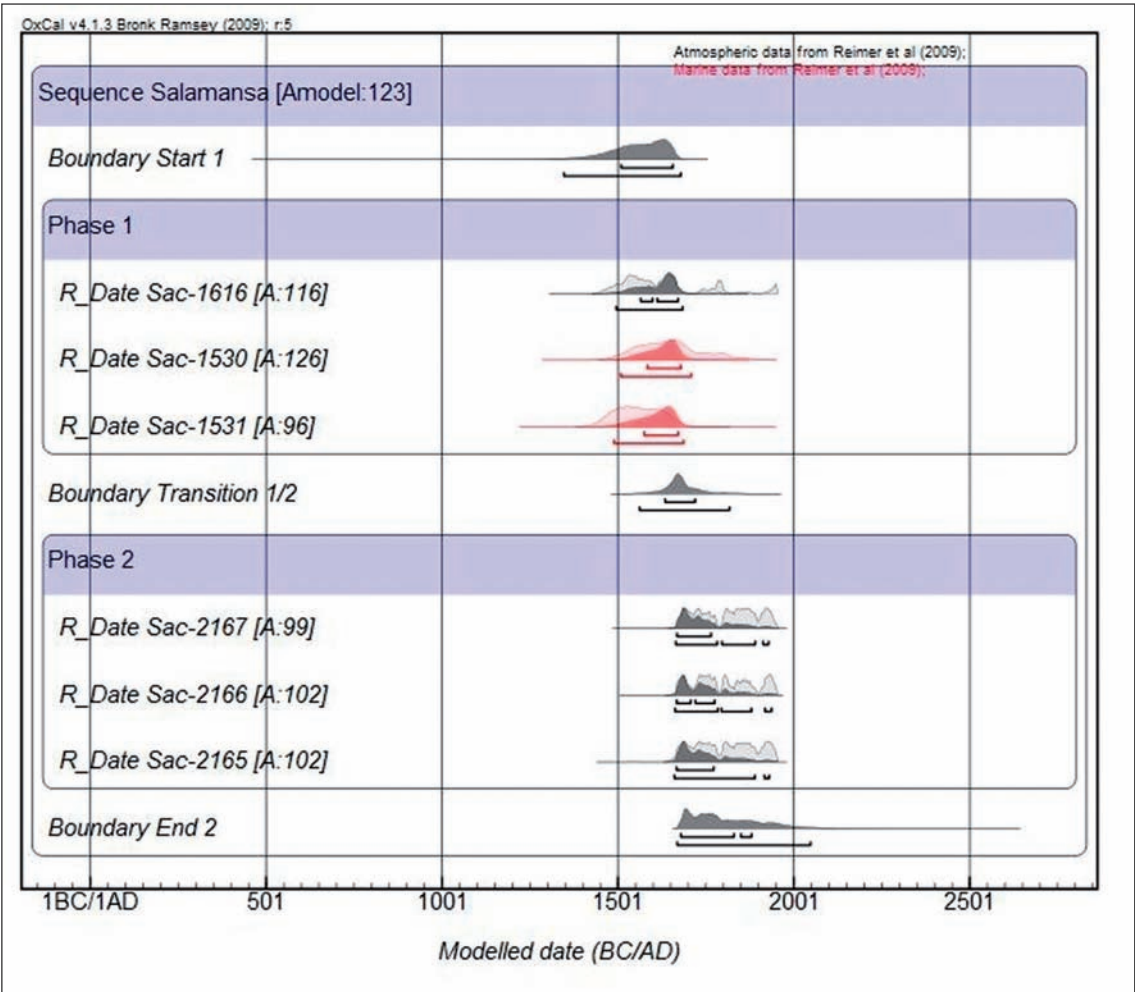 OxCal v4.1.3 Bronk Ramsey (2009); r:5
Atmospheric data from Reimer et al (2009);
Marine data from Reimer et al (2009);
Sequence Salamansa [Amodel:123]
Boundary Start 1
Phase 1
R_Date Sac-1616 [A:116]
R_Date Sac-1530 [A:126]
R_Date Sac-1531 [A:96]
Boundary Transition 1/2
Phase 2
R_Date Sac-2167 [A:99]
R_Date Sac-2166 [A:102]
R_Date Sac-2165 [A:102]
Boundary End 2
1BC/1AD 501 1001 1501 2001 2501
Modelled date (BC/AD)